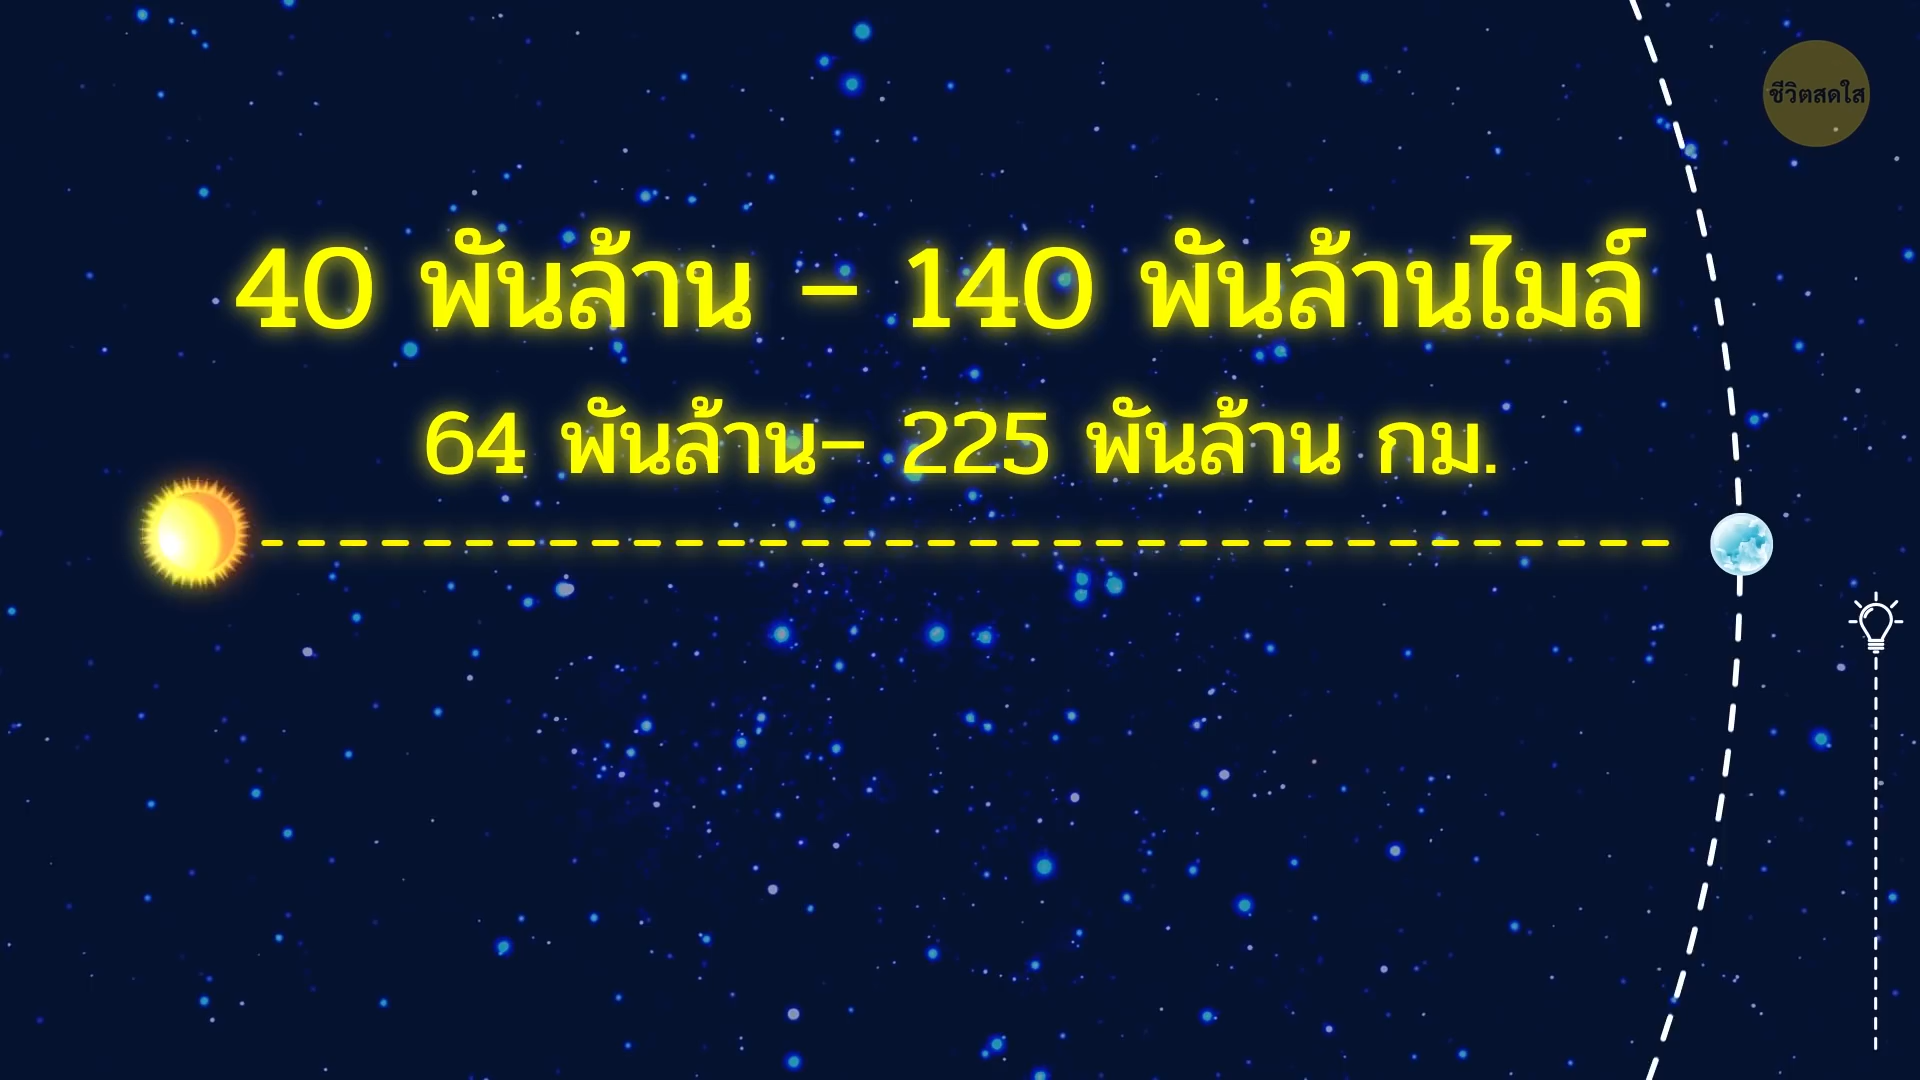 ชีวิตสดใส
40 พันล้าน – 140 พันล้านไมล์
64 พันล้าน– 225 พันล้าน กม.